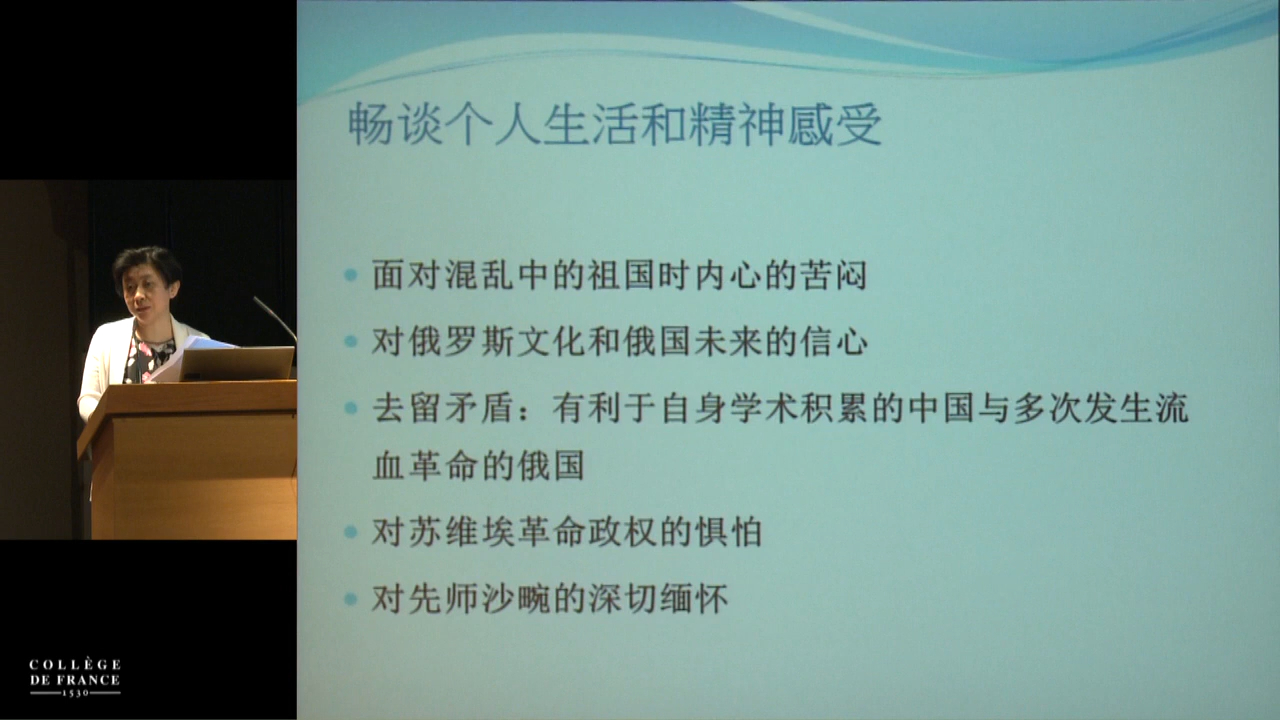 畅谈个人生活和精神感受
面对混乱中的祖国时内心的苦闷
对俄罗斯文化和俄国未来的信心
去留矛盾：有利于自身学术积累的中国与多次发生流
血革命的俄国
对苏维埃革命政权的惧怕
对先师沙畹的深切缅怀
COLLÈGE
DE FRANCE
1530